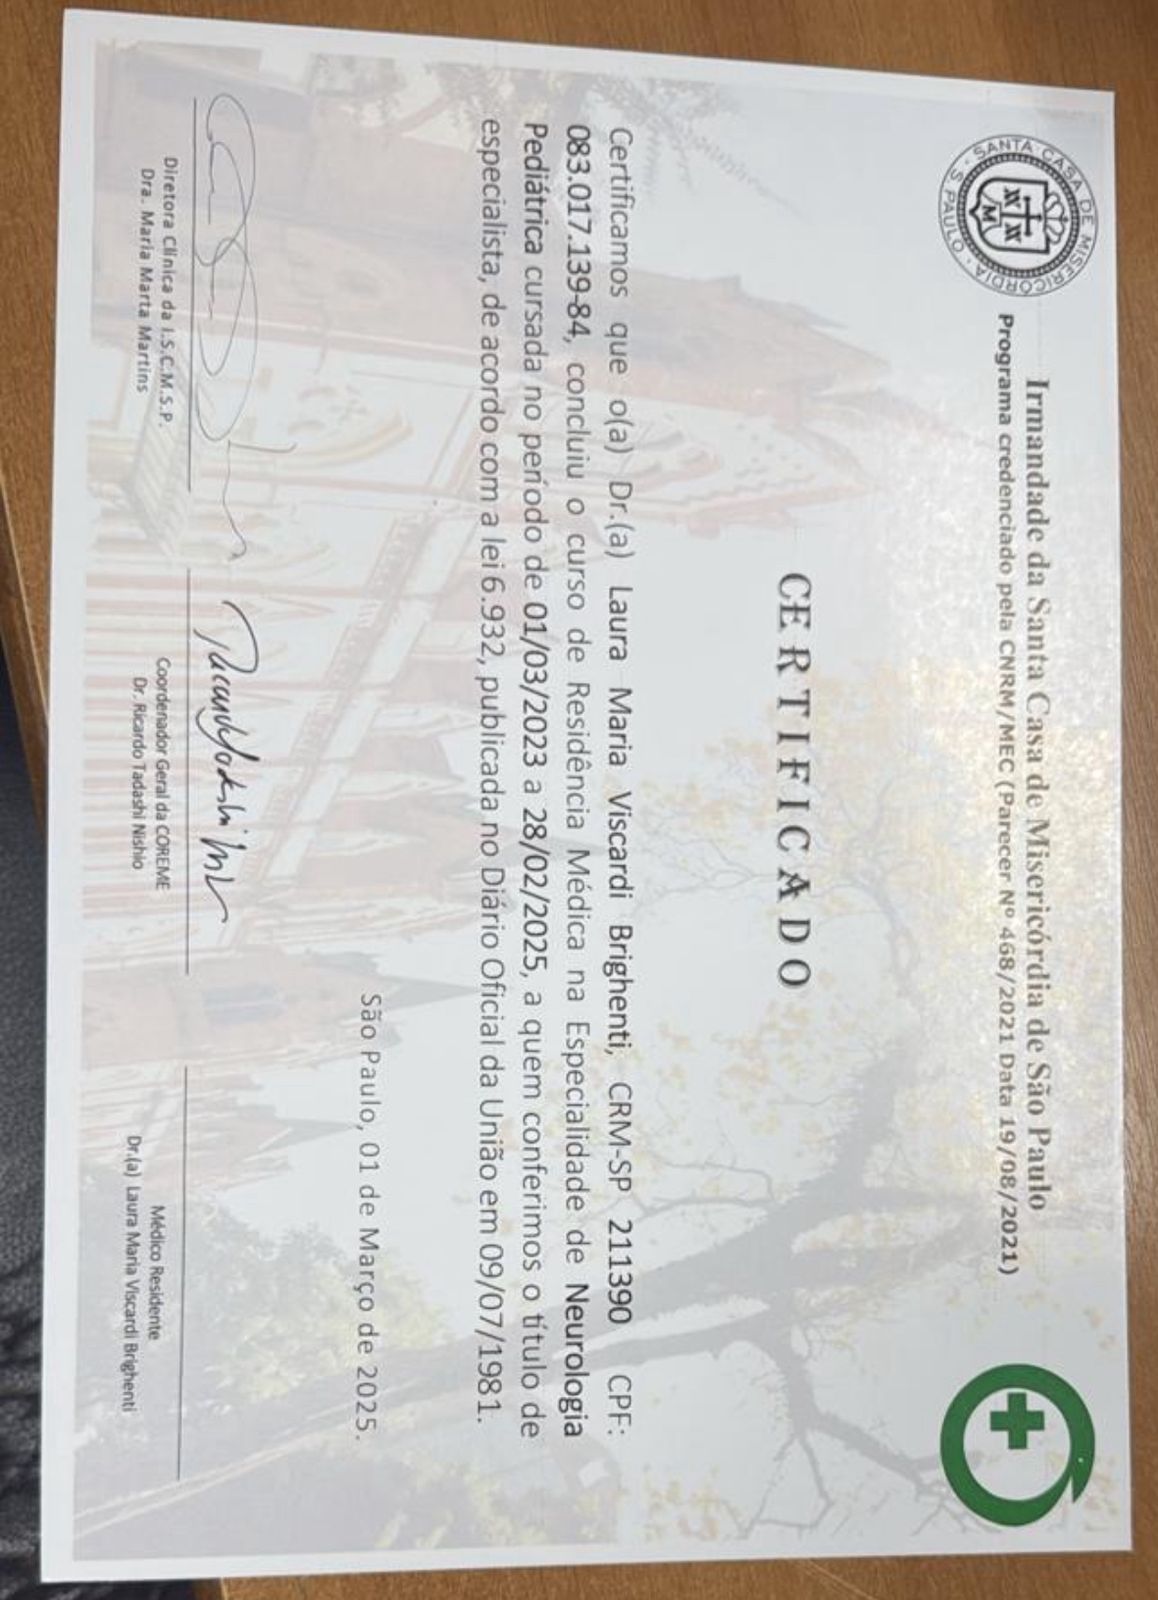 SANTA CASA DE MISERICÓRDIA • S. PAULO •
Irmandade da Santa Casa de Misericórdia de São Paulo
Programa credenciado pela CNRM/MEC (Parecer Nº 468/2021 Data 19/08/2021)
CERTIFICADO
Certificamos que o(a) Dr.(a) Laura Maria Viscardi Brighenti, CRM-SP 211390 CPF:
083.017.139-84, concluiu o curso de Residência Médica na Especialidade de Neurologia
Pediátrica cursada no período de 01/03/2023 a 28/02/2025, a quem conferimos o título de
especialista, de acordo com a lei 6.932, publicada no Diário Oficial da União em 09/07/1981.
São Paulo, 01 de Março de 2025.
Diretora Clínica da I.S.C.M.S.P.
Dra. Maria Marta Martins
Coordenador Geral da COREME
Dr. Ricardo Tadashi Nishio
Médico Residente
Dr.(a) Laura Maria Viscardi Brighenti